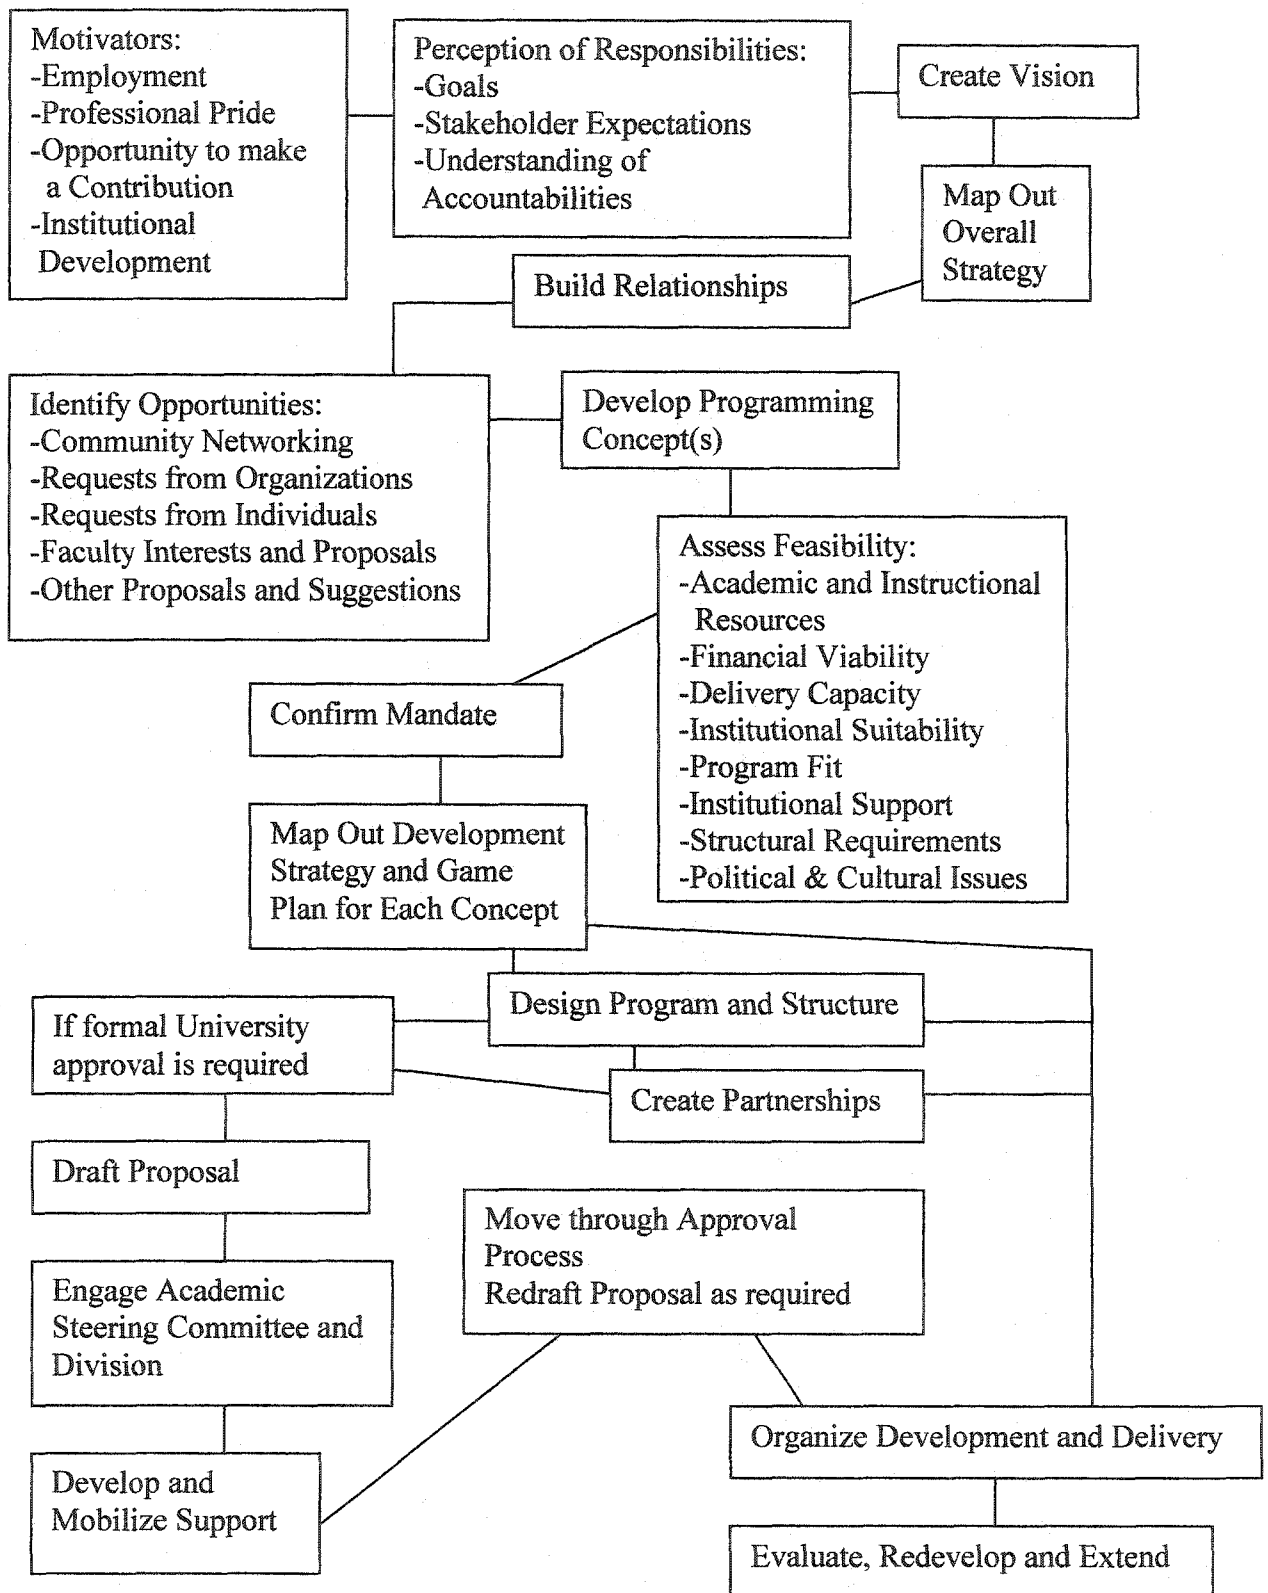 Motivators:
-Employment
-Professional Pride
-Opportunity to make
a Contribution
-Institutional
Development
Perception of Responsibilities:
-Goals
-Stakeholder Expectations
-Understanding of
Accountabilities
Create Vision
Map Out
Overall
Strategy
Build Relationships
Identify Opportunities:
-Community Networking
-Requests from Organizations
-Requests from Individuals
-Faculty Interests and Proposals
-Other Proposals and Suggestions
Develop Programming
Concept(s)
Assess Feasibility:
-Academic and Instructional
Resources
-Financial Viability
-Delivery Capacity
-Institutional Suitability
-Program Fit
-Institutional Support
-Structural Requirements
-Political & Cultural Issues
Confirm Mandate
Map Out Development
Strategy and Game
Plan for Each Concept
Design Program and Structure
If formal University
approval is required
Create Partnerships
Draft Proposal
Engage Academic
Steering Committee and
Division
Develop and
Mobilize Support
Move through Approval
Process
Redraft Proposal as required
Organize Development and Delivery
Evaluate, Redevelop and Extend